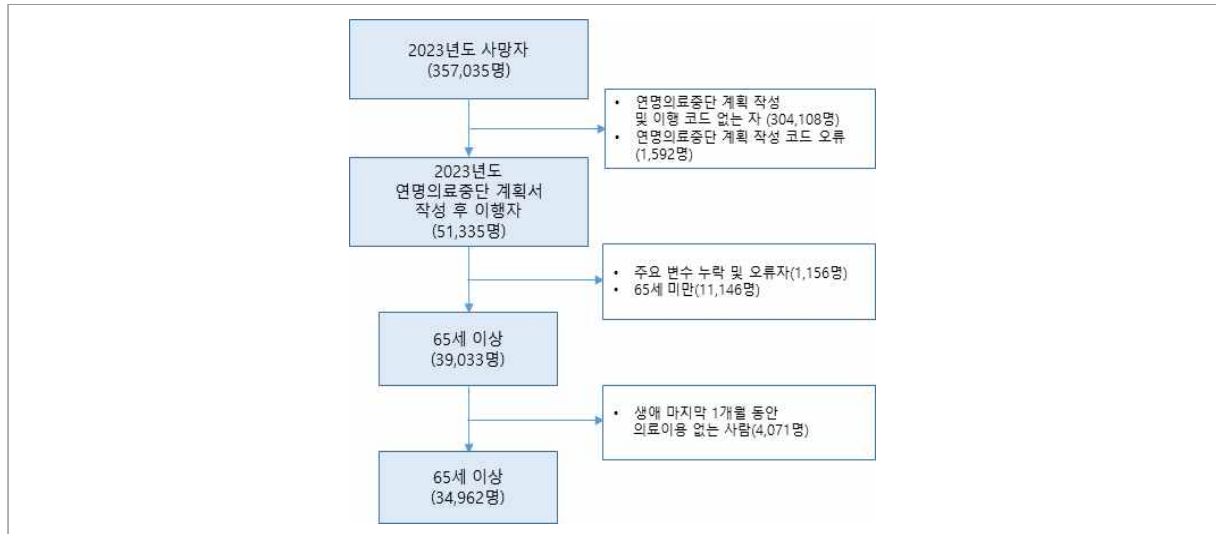 2023년도 사망자
(357,035명)
• 연명의료중단 계획 작성
및 이행 코드 없는 자 (304,108명)
• 연명의료중단 계획 작성 코드 오류
(1,592명)
2023년도
연명의료중단 계획서
작성 후 이행자
(51,335명)
• 주요 변수 누락 및 오류자(1,156명)
• 65세 미만(11,146명)
65세 이상
(39,033명)
• 생애 마지막 1개월 동안
의료이용 없는 사람(4,071명)
65세 이상
(34,962명)